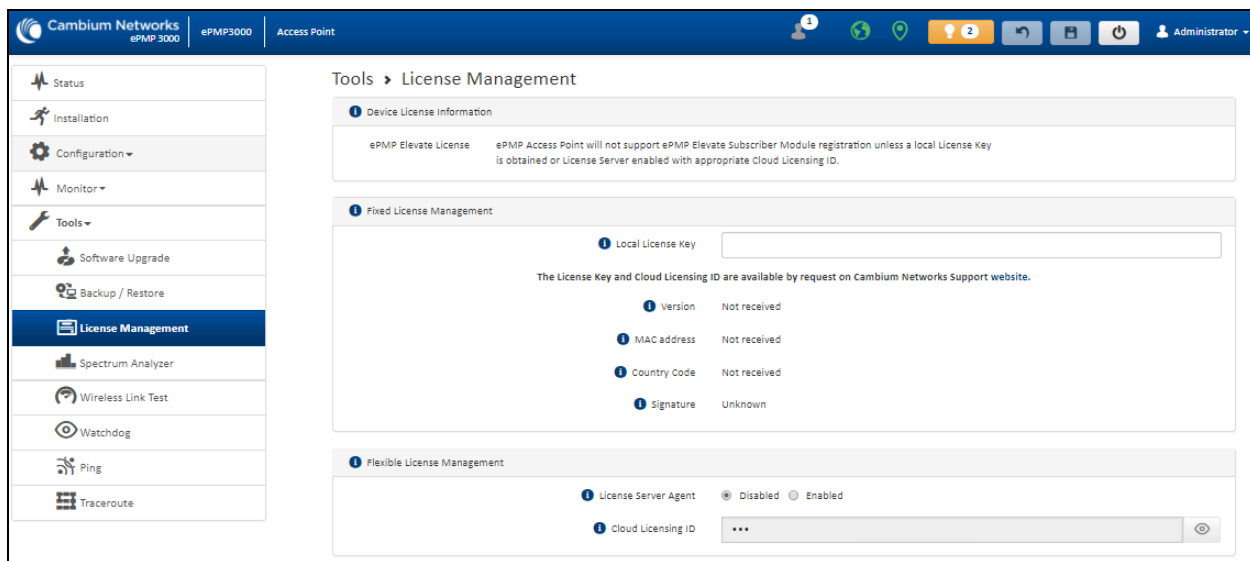 Cambium Networks
ePMP 3000
ePMP3000
Access Point
1
2
Administrator
Status
Installation
Configuration
Monitor
Tools
Software Upgrade
Backup / Restore
License Management
Spectrum Analyzer
Wireless Link Test
Watchdog
Ping
Traceroute
Tools > License Management
Device License Information
ePMP Elevate License
ePMP Access Point will not support ePMP Elevate Subscriber Module registration unless a local License Key
is obtained or License Server enabled with appropriate Cloud Licensing ID.
Fixed License Management
Local License Key
The License Key and Cloud Licensing ID are available by request on Cambium Networks Support website.
Version Not received
MAC address Not received
Country Code Not received
Signature Unknown
Flexible License Management
License Server Agent Disabled Enabled
Cloud Licensing ID •••